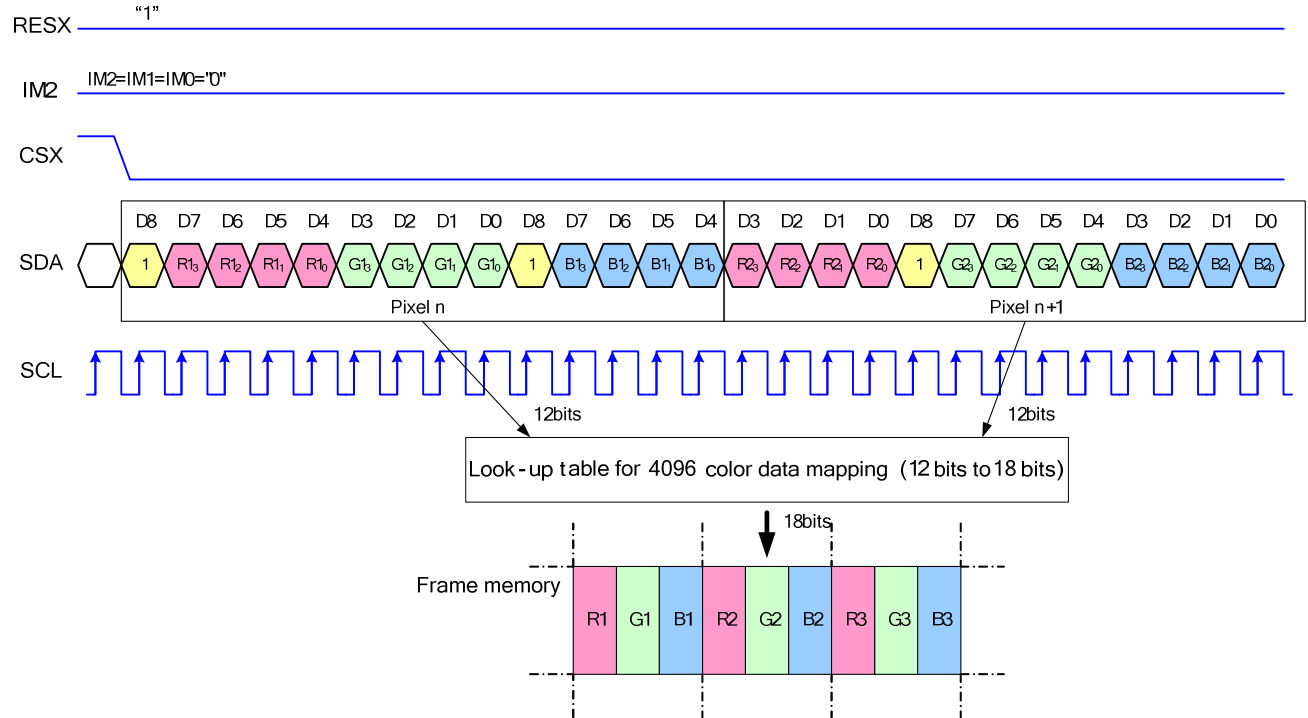 RESX "1"
IM2 IM2=IM1=IM0="0"
CSX
D8 D7 D6 D5 D4 D3 D2 D1 D0 D8 D7 D6 D5 D4 D3 D2 D1 D0 D8 D7 D6 D5 D4 D3 D2 D1 D0
SDA 1 R1₃ R1₂ R1₁ R1₀ G1₃ G1₂ G1₁ G1₀ 1 B1₃ B1₂ B1₁ B1₀ R2₃ R2₂ R2₁ R2₀ 1 G2₃ G2₂ G2₁ G2₀ B2₃ B2₂ B2₁ B2₀
Pixel n Pixel n+1
SCL
12bits 12bits
Look-up table for 4096 color data mapping (12 bits to 18 bits)
18bits
Frame memory
R1 G1 B1 R2 G2 B2 R3 G3 B3